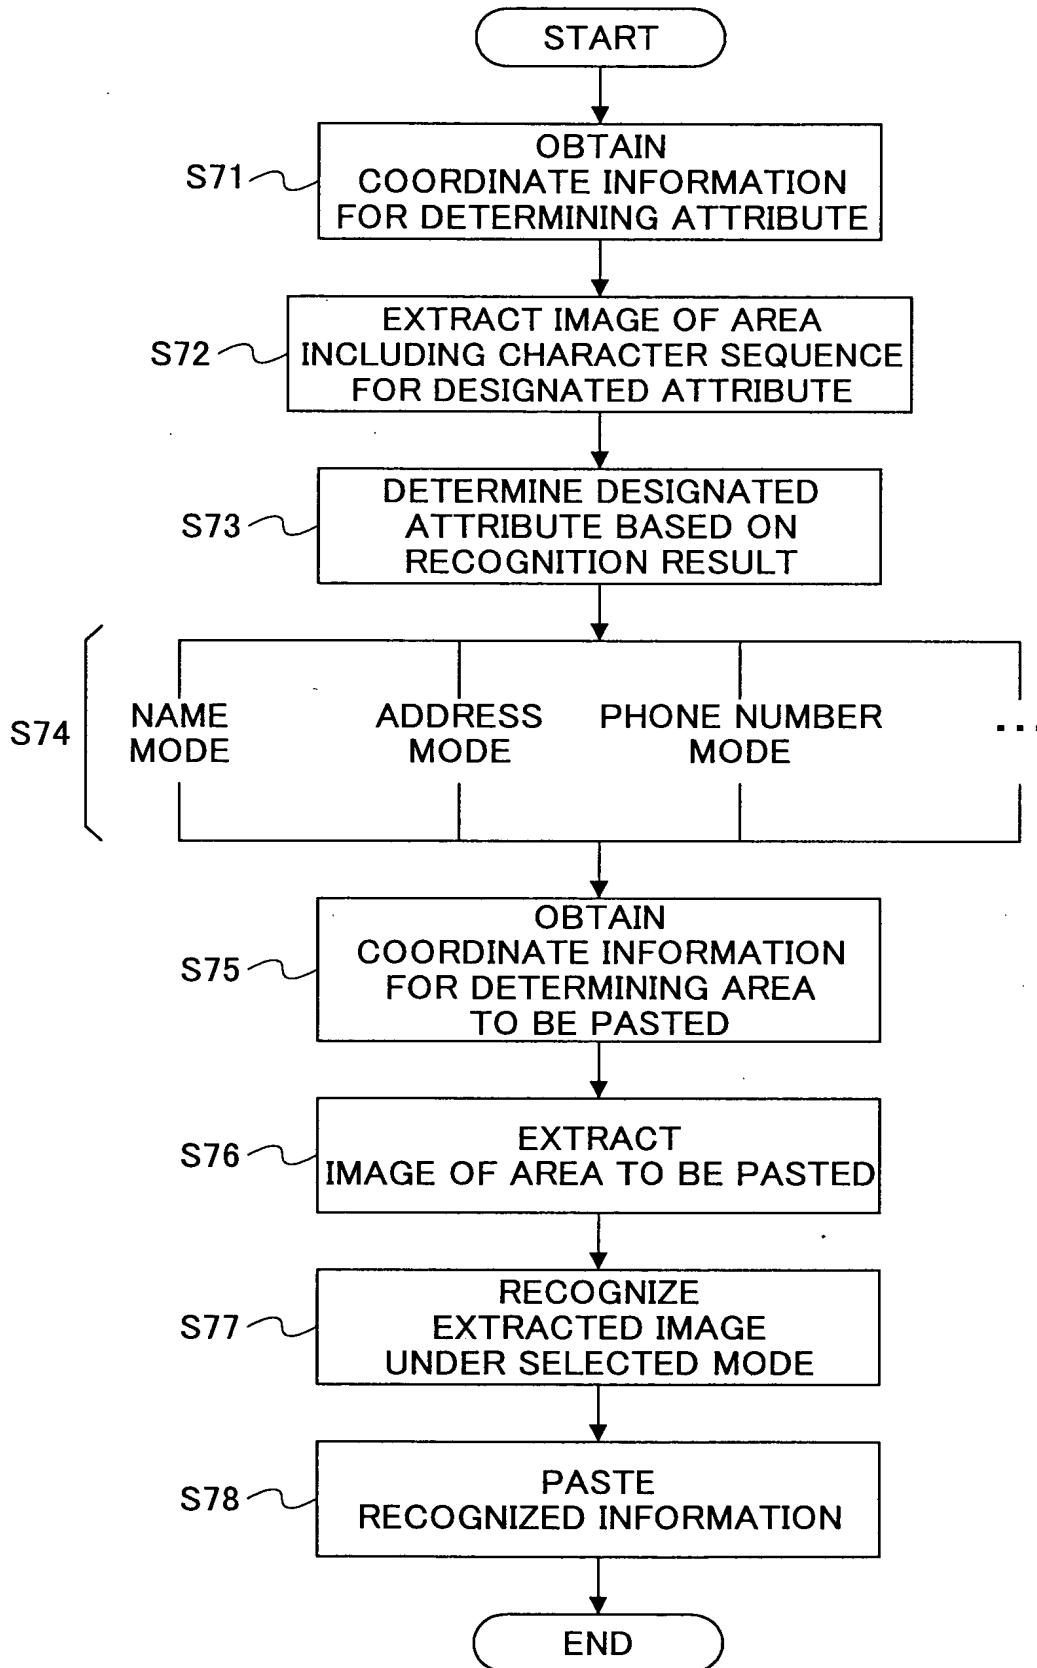 START
S71
OBTAIN
COORDINATE INFORMATION
FOR DETERMINING ATTRIBUTE
S72
EXTRACT IMAGE OF AREA
INCLUDING CHARACTER SEQUENCE
FOR DESIGNATED ATTRIBUTE
S73
DETERMINE DESIGNATED
ATTRIBUTE BASED ON
RECOGNITION RESULT
S74
NAME
MODE
ADDRESS
MODE
PHONE NUMBER
MODE
...
S75
OBTAIN
COORDINATE INFORMATION
FOR DETERMINING AREA
TO BE PASTED
S76
EXTRACT
IMAGE OF AREA TO BE PASTED
S77
RECOGNIZE
EXTRACTED IMAGE
UNDER SELECTED MODE
S78
PASTE
RECOGNIZED INFORMATION
END